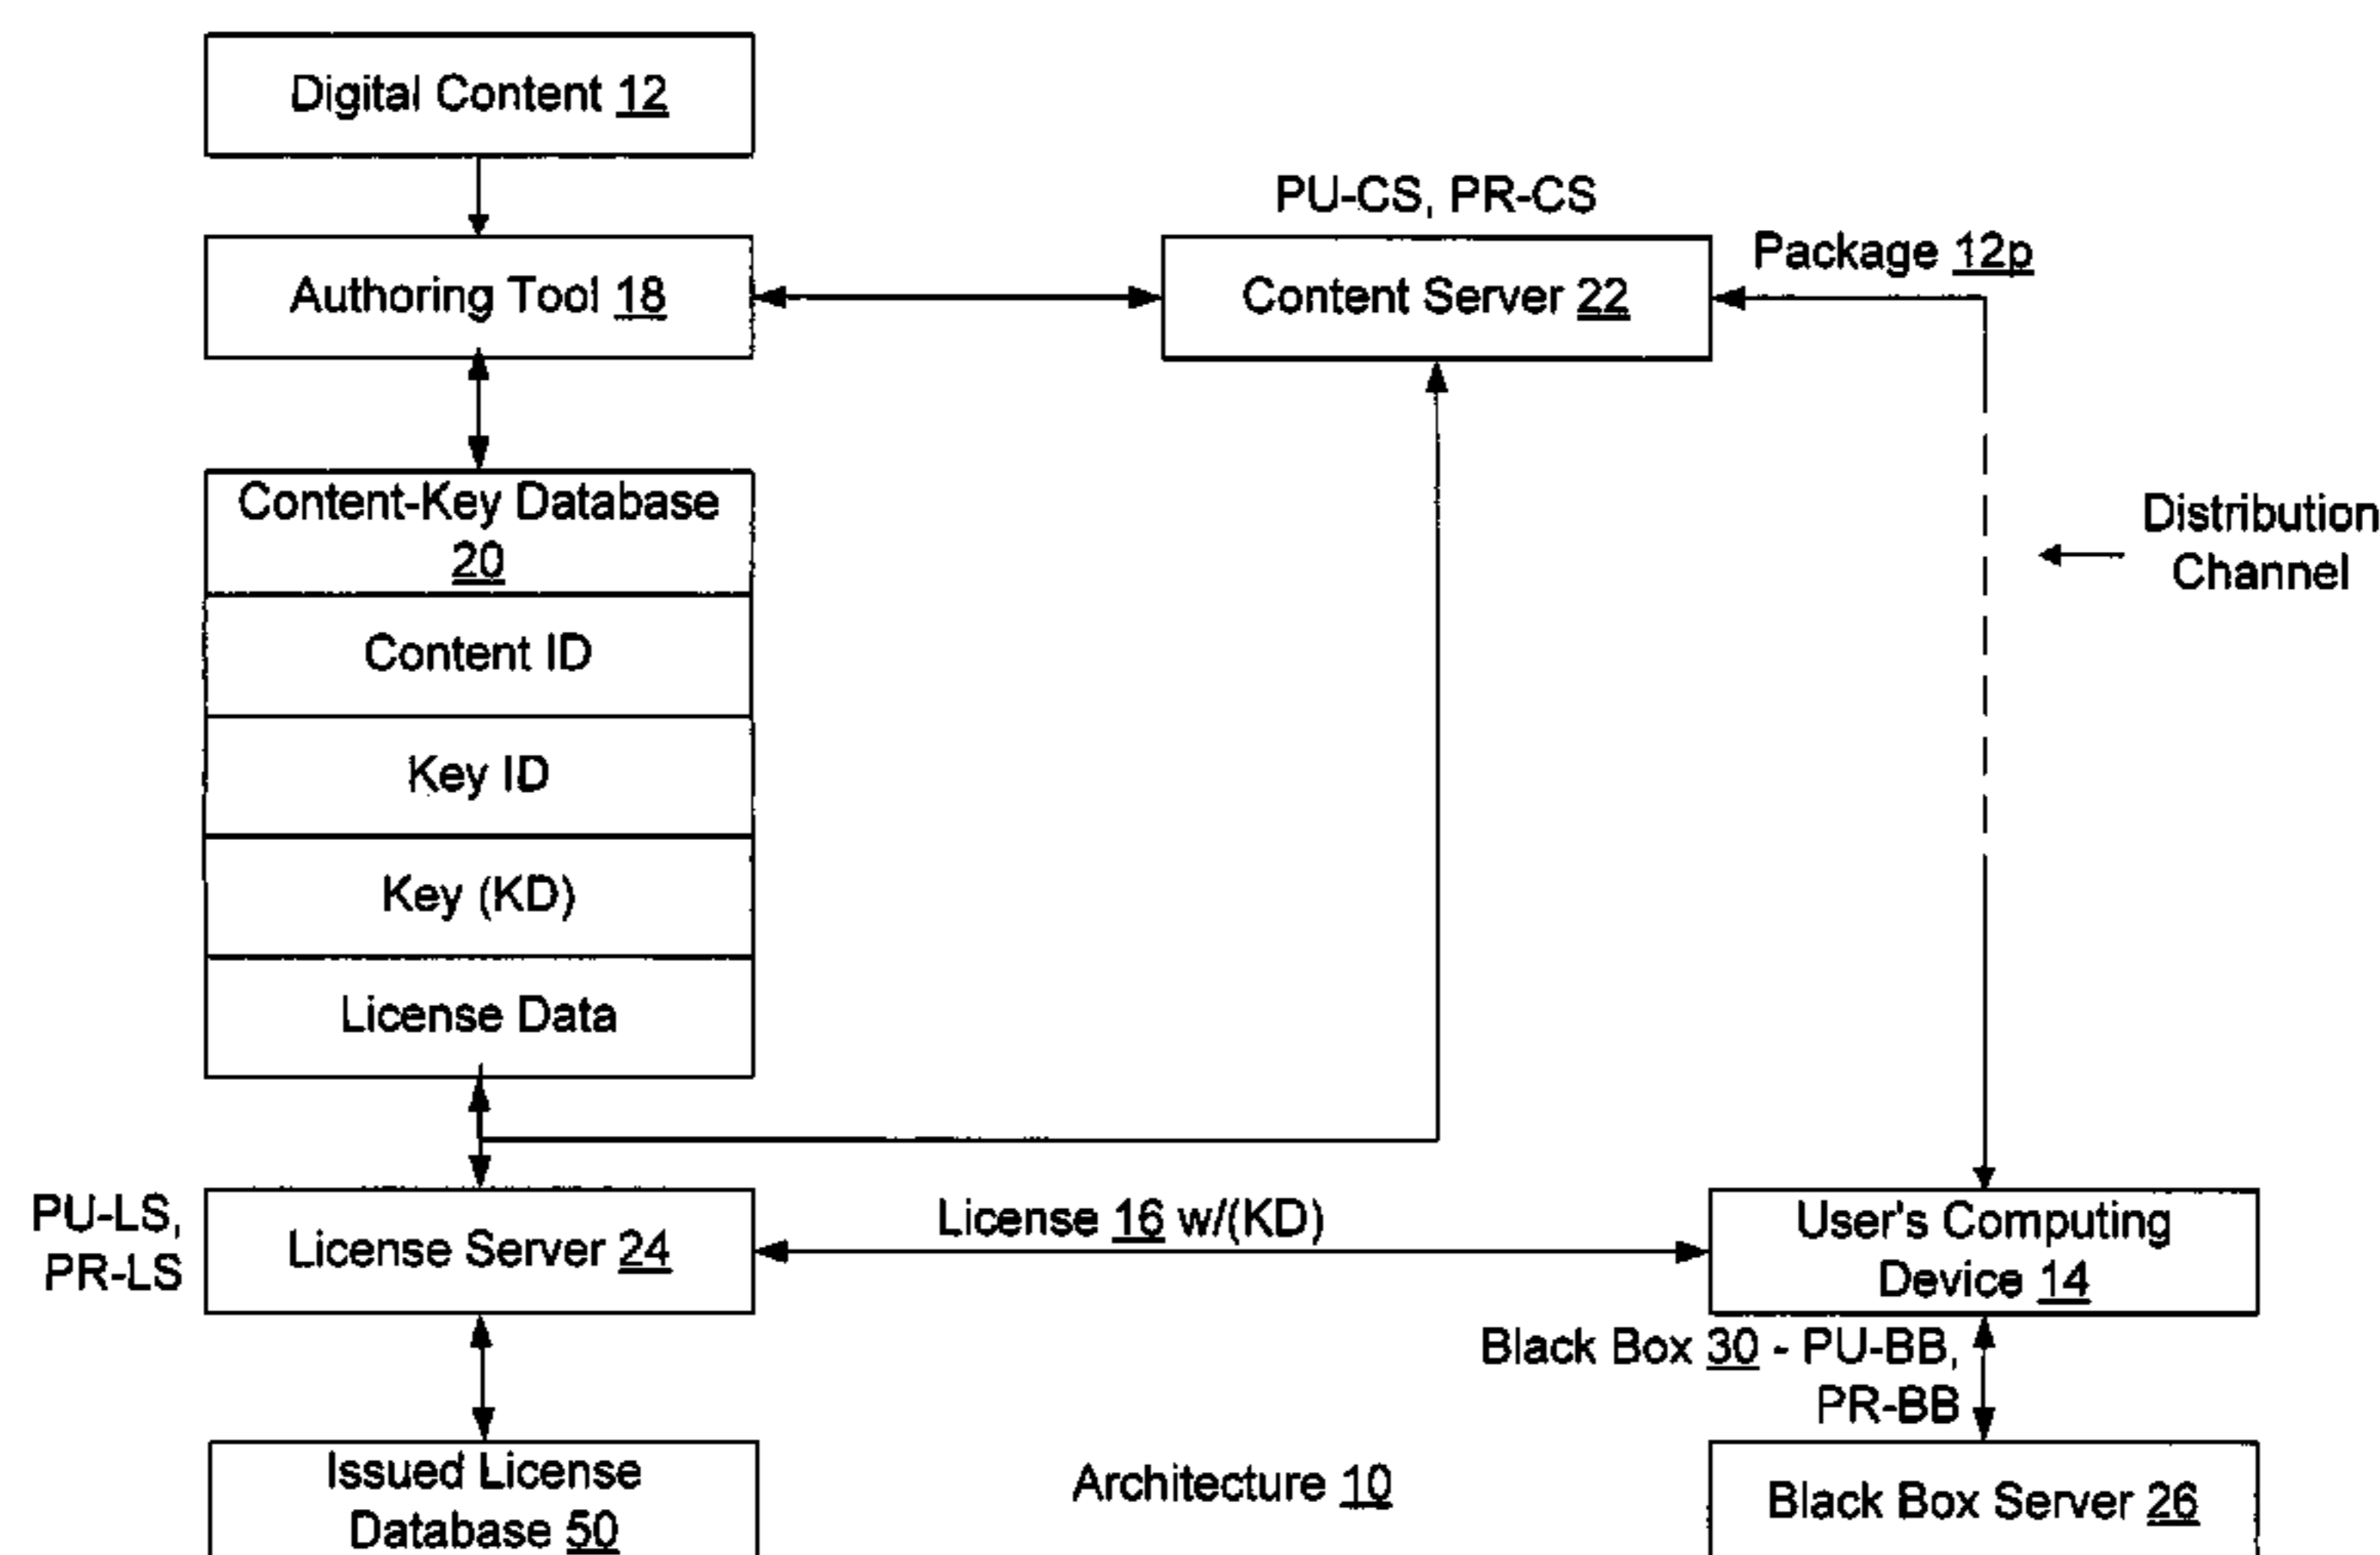 Digital Content 12
PU-CS, PR-CS
Authoring Tool 18
Content Server 22
Package 12p
Content-Key Database
20
Distribution
Channel
Content ID
Key ID
Key (KD)
License Data
PU-LS,
PR-LS
License Server 24
License 16 w/(KD)
User's Computing
Device 14
Black Box 30 - PU-BB,
PR-BB
Issued License
Database 50
Architecture 10
Black Box Server 26